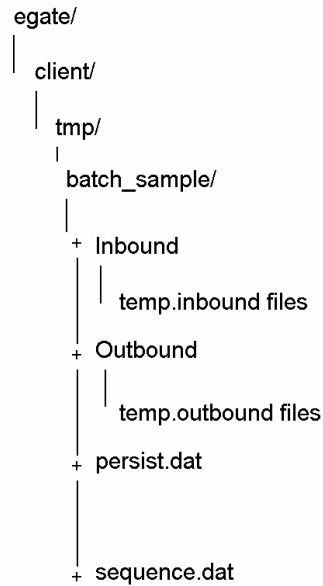 egate/
client/
tmp/
batch_sample/
+ Inbound
temp.inbound files
+ Outbound
temp.outbound files
+ persist.dat
+ sequence.dat